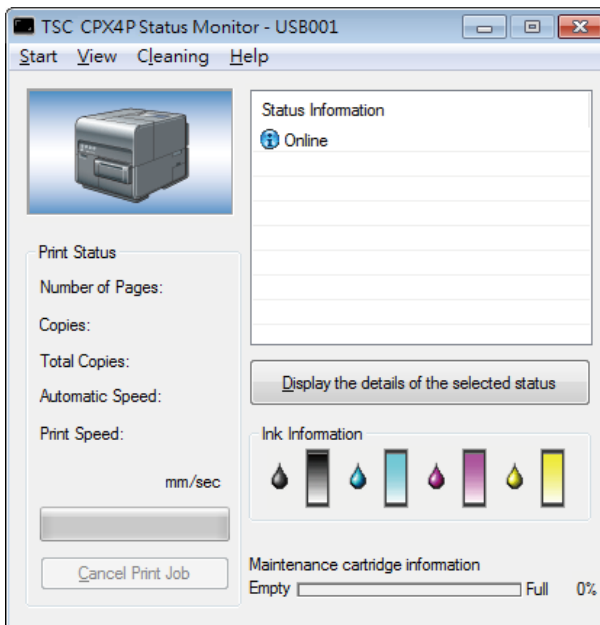 TSC CPX4P Status Monitor - USB001
Start View Cleaning Help
Status Information
Online
Print Status
Number of Pages:
Copies:
Total Copies:
Automatic Speed:
Print Speed:
mm/sec
Cancel Print Job
Display the details of the selected status
Ink Information
Maintenance cartridge information
Empty Full 0%